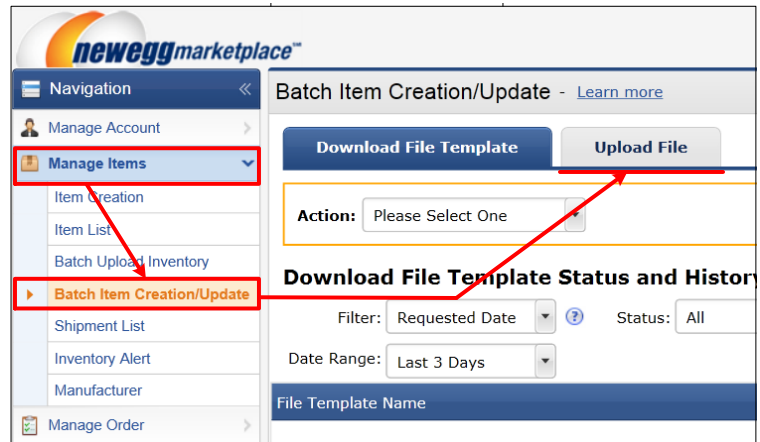 neweggmarketplace™
Navigation
Manage Account
Manage Items
Item Creation
Item List
Batch Upload Inventory
Batch Item Creation/Update
Shipment List
Inventory Alert
Manufacturer
Manage Order
Batch Item Creation/Update - Learn more
Download File Template Upload File
Action: Please Select One
Download File Template Status and History
Filter: Requested Date ? Status: All
Date Range: Last 3 Days
File Template Name